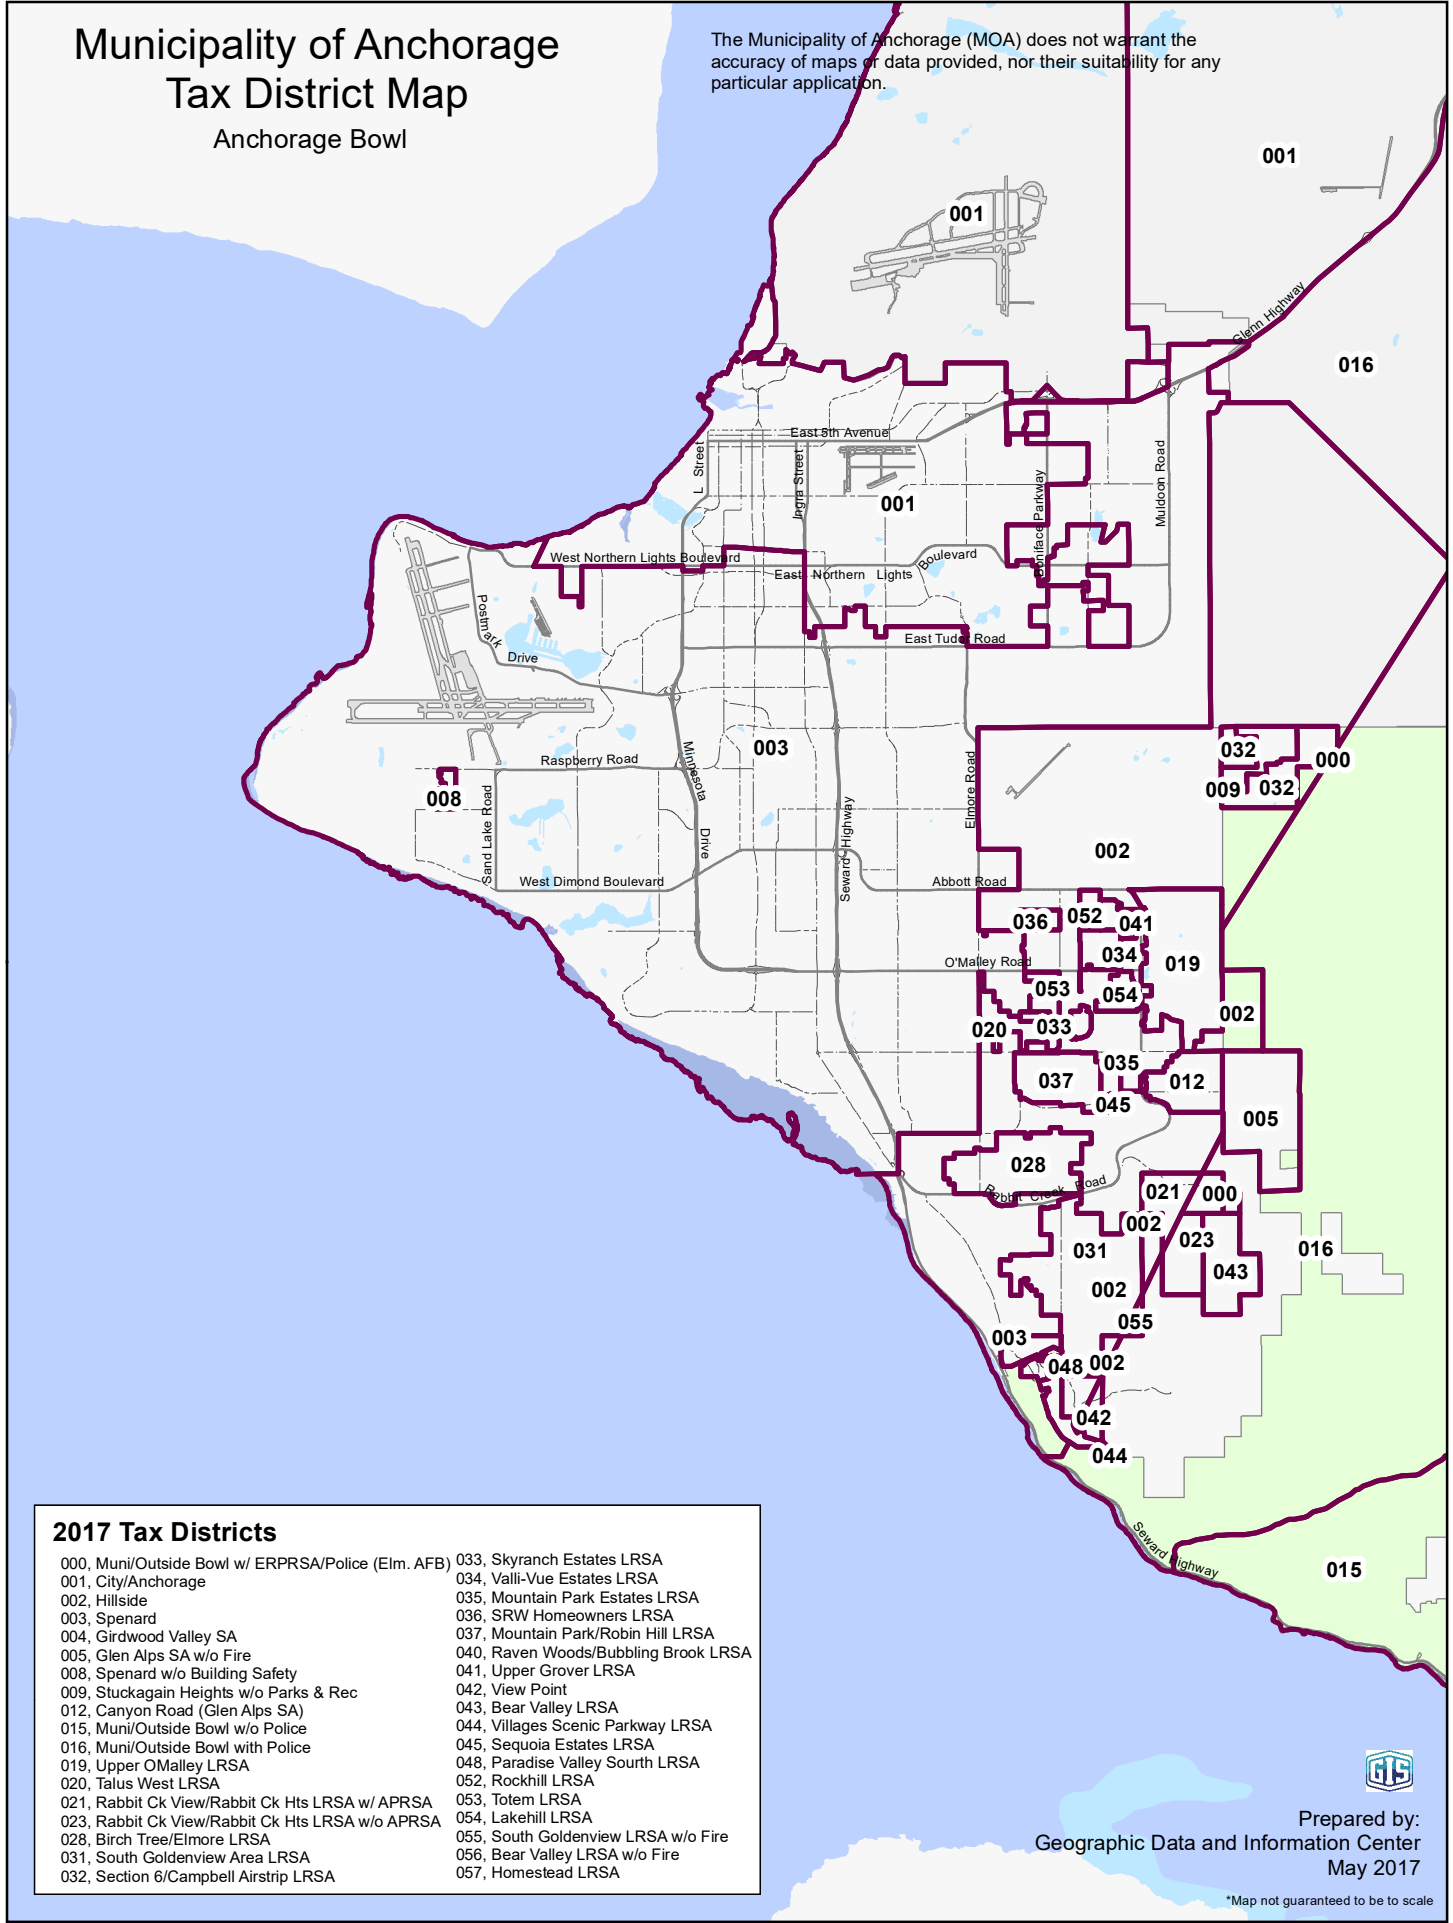 Municipality of Anchorage
Tax District Map
Anchorage Bowl
The Municipality of Anchorage (MOA) does not warrant the
accuracy of maps or data provided, nor their suitability for any
particular application.
001
001
Glenn Highway
016
East 5th Avenue
L Street
Ingra Street
001
Boniface Parkway
Muldoon Road
West Northern Lights Boulevard
East Northern Lights Boulevard
Postmark Drive
East Tudor Road
003
032
000
Raspberry Road
Minnesota Drive
Elmore Road
008
009
032
Sand Lake Road
Seward Highway
002
West Dimond Boulevard
Abbott Road
036
052
041
034
O'Malley Road
019
053
054
002
020
033
035
037
012
045
005
028
Rabbit Creek Road
021
000
002
023
031
016
043
002
055
003
048
002
042
044
Seward Highway
015
2017 Tax Districts
000, Muni/Outside Bowl w/ ERPRSA/Police (Elm. AFB)
001, City/Anchorage
002, Hillside
003, Spenard
004, Girdwood Valley SA
005, Glen Alps SA w/o Fire
008, Spenard w/o Building Safety
009, Stuckagain Heights w/o Parks & Rec
012, Canyon Road (Glen Alps SA)
015, Muni/Outside Bowl w/o Police
016, Muni/Outside Bowl with Police
019, Upper OMalley LRSA
020, Talus West LRSA
021, Rabbit Ck View/Rabbit Ck Hts LRSA w/ APRSA
023, Rabbit Ck View/Rabbit Ck Hts LRSA w/o APRSA
028, Birch Tree/Elmore LRSA
031, South Goldenview Area LRSA
032, Section 6/Campbell Airstrip LRSA
033, Skyranch Estates LRSA
034, Valli-Vue Estates LRSA
035, Mountain Park Estates LRSA
036, SRW Homeowners LRSA
037, Mountain Park/Robin Hill LRSA
040, Raven Woods/Bubbling Brook LRSA
041, Upper Grover LRSA
042, View Point
043, Bear Valley LRSA
044, Villages Scenic Parkway LRSA
045, Sequoia Estates LRSA
048, Paradise Valley Sourth LRSA
052, Rockhill LRSA
053, Totem LRSA
054, Lakehill LRSA
055, South Goldenview LRSA w/o Fire
056, Bear Valley LRSA w/o Fire
057, Homestead LRSA
GIS
Prepared by:
Geographic Data and Information Center
May 2017
*Map not guaranteed to be to scale